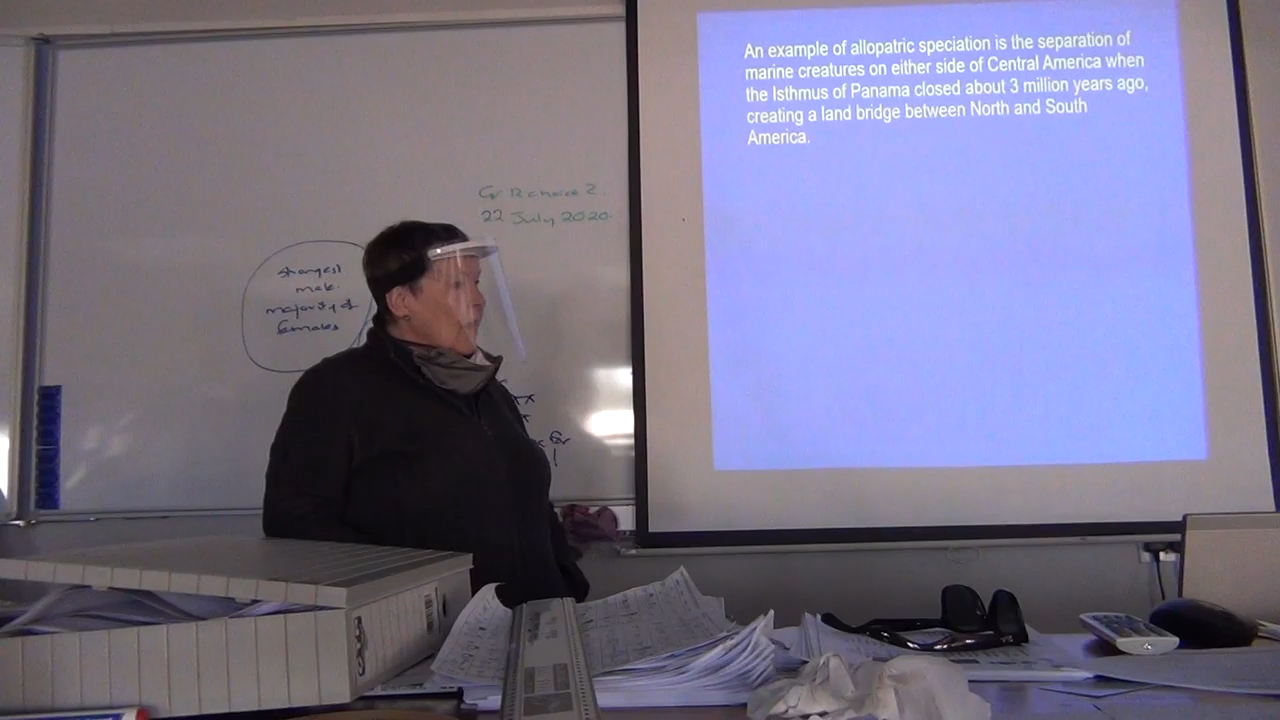 An example of allopatric speciation is the separation of
marine creatures on either side of Central America when
the Isthmus of Panama closed about 3 million years ago,
creating a land bridge between North and South
America.
22 July 2020.
male
majority of
females